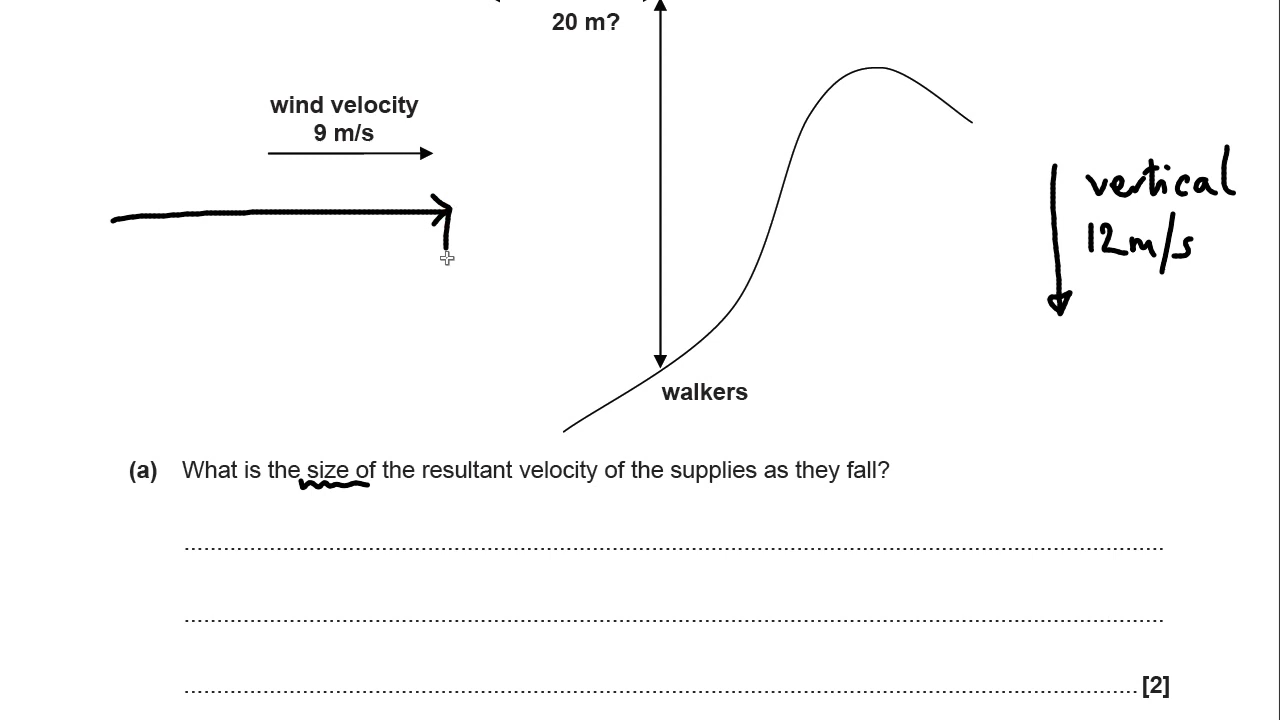 20 m?
wind velocity
9 m/s
vertical
12m/s
walkers
(a) What is the size of the resultant velocity of the supplies as they fall?
[2]